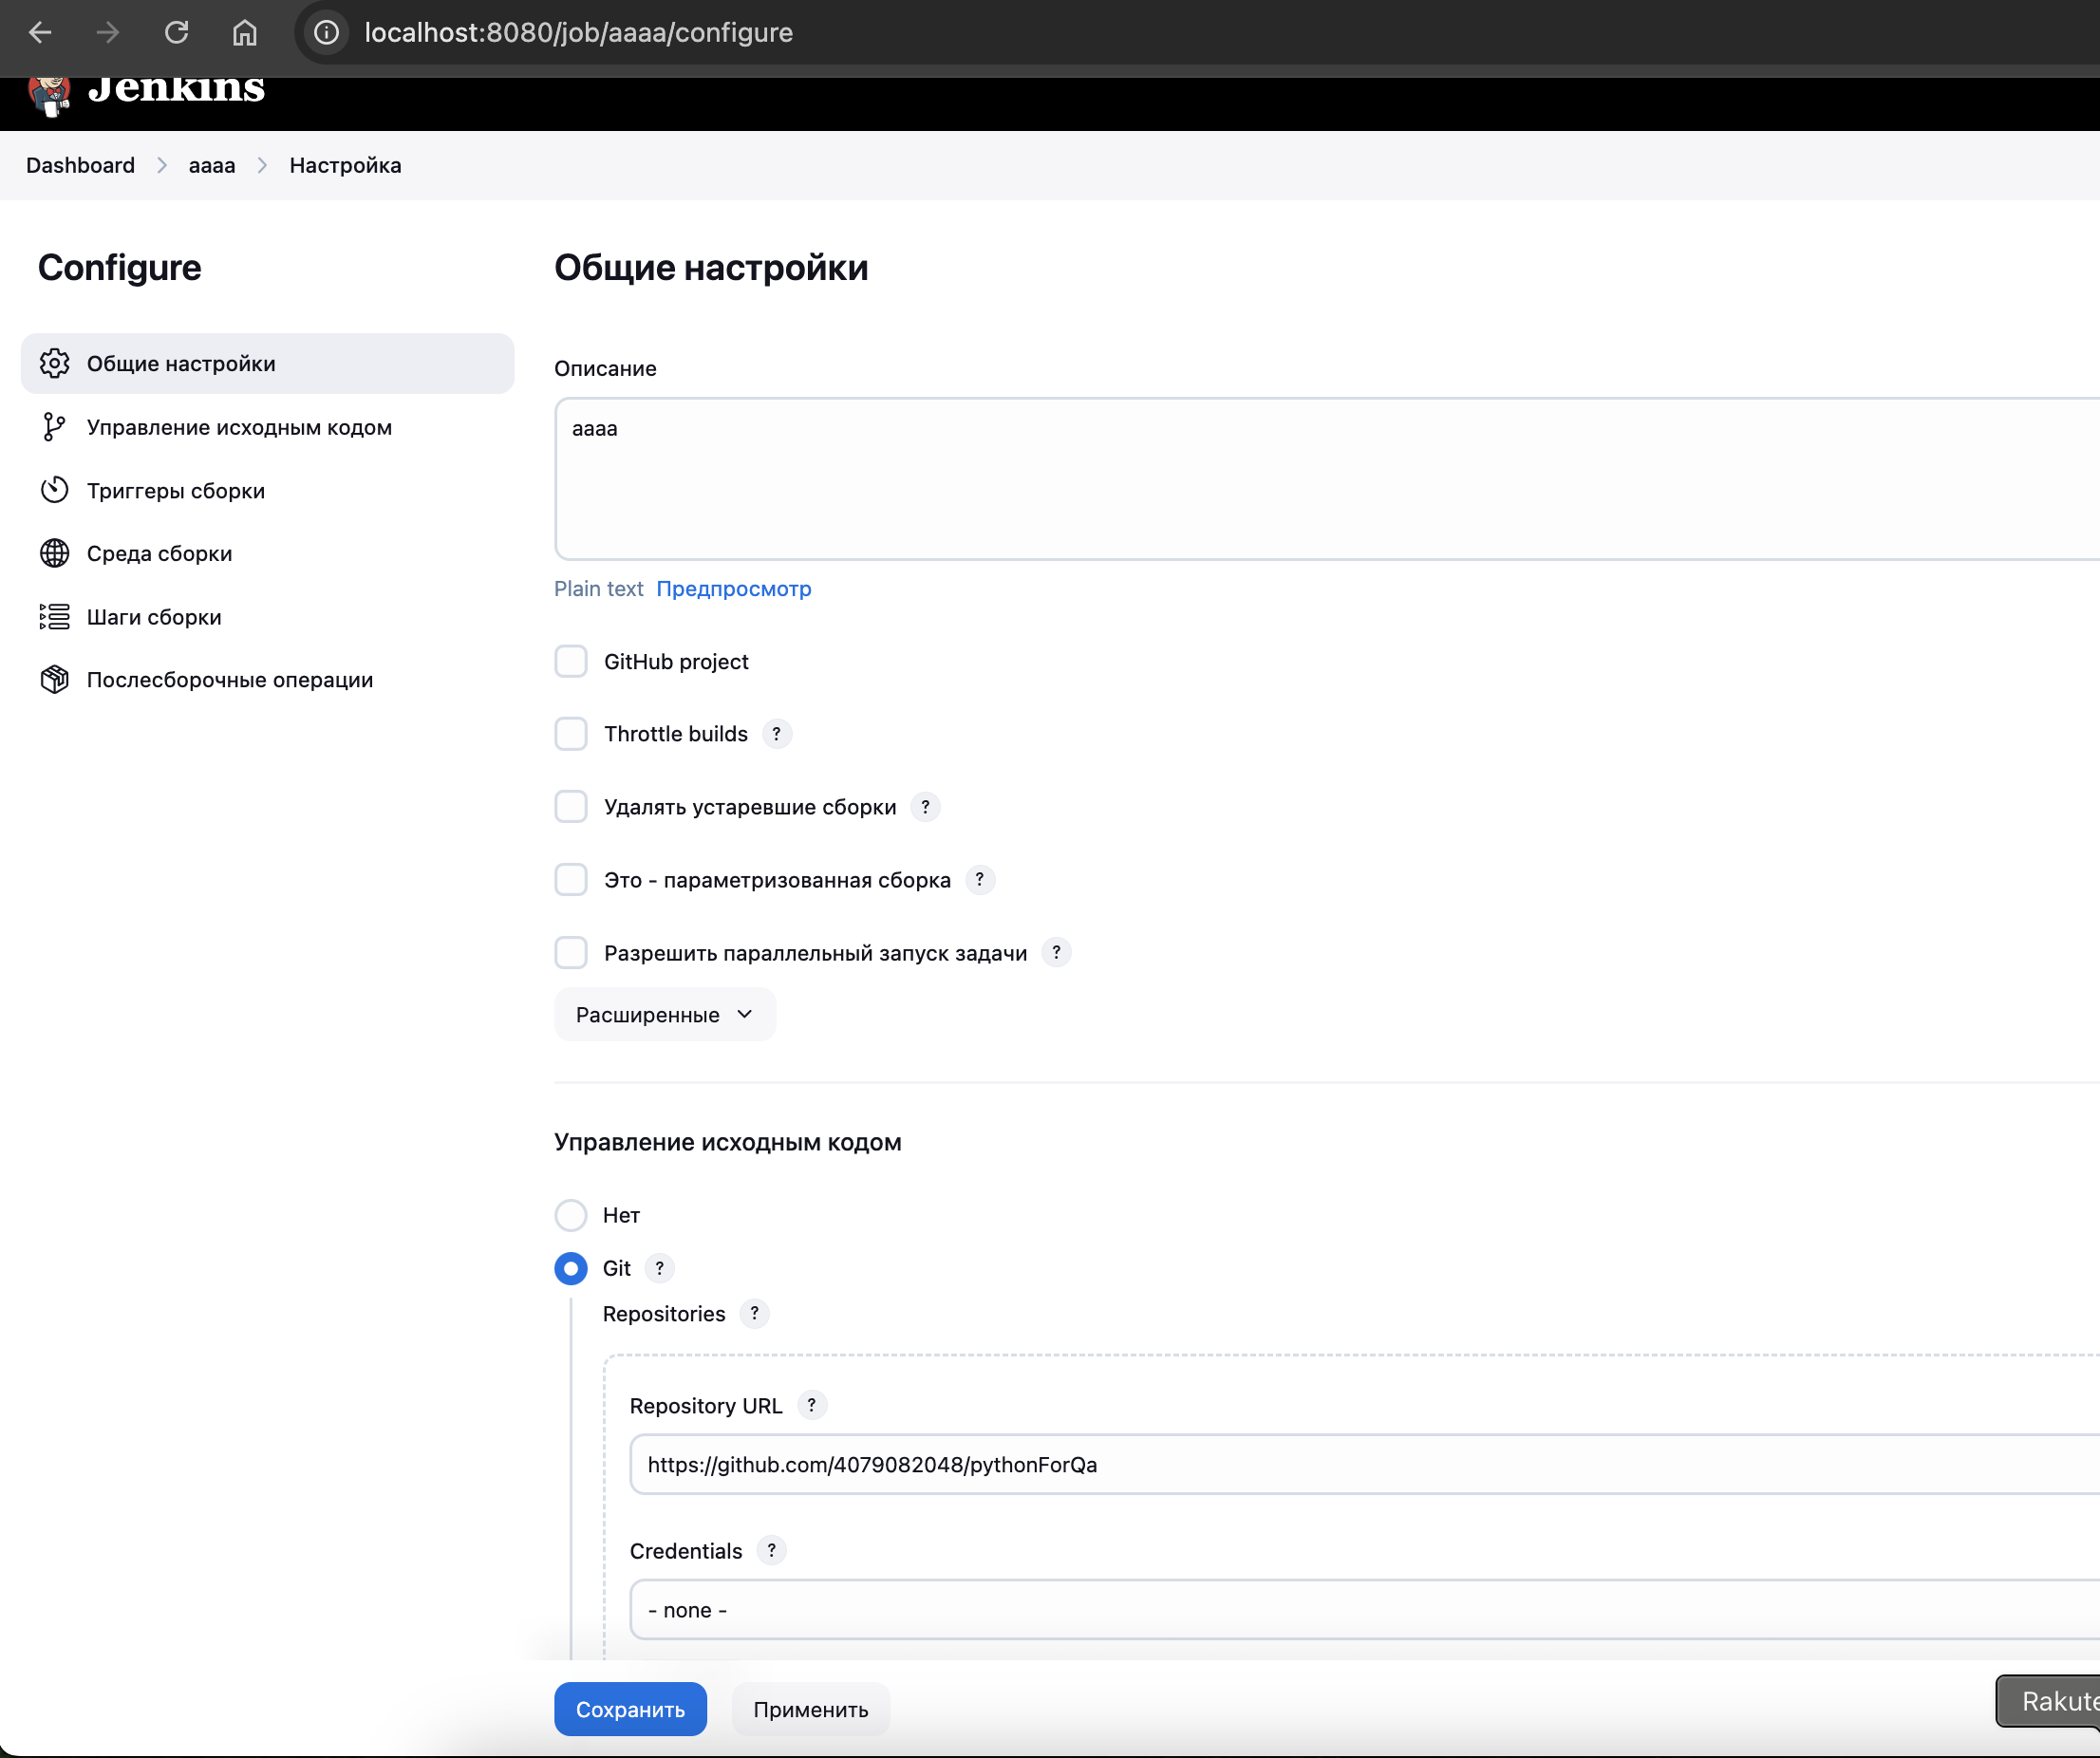 localhost:8080/job/aaaa/configure
Jenkins
Dashboard > aaaa > Настройка
Configure
Общие настройки
Управление исходным кодом
Триггеры сборки
Среда сборки
Шаги сборки
Послесборочные операции
Общие настройки
Описание
aaaa
Plain text Предпросмотр
GitHub project
Throttle builds ?
Удалять устаревшие сборки ?
Это - параметризованная сборка ?
Разрешить параллельный запуск задачи ?
Расширенные
Управление исходным кодом
Нет
Git ?
Repositories ?
Repository URL ?
https://github.com/4079082048/pythonForQa
Credentials ?
- none -
Сохранить Применить